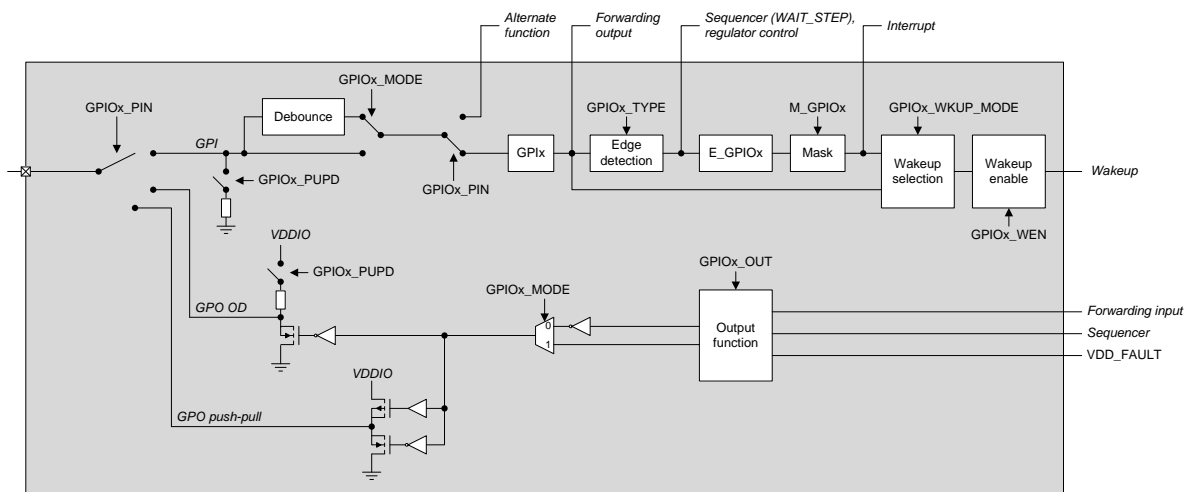 Alternate
function
Forwarding
output
Sequencer (WAIT_STEP),
regulator control
Interrupt
GPIOx_MODE
GPIOx_PIN
Debounce
GPIOx_TYPE
M_GPIOx
GPIOx_WKUP_MODE
GPI
GPIx
Edge
detection
E_GPIOx
Mask
Wakeup
selection
Wakeup
enable
Wakeup
GPIOx_PUPD
GPIOx_PIN
GPIOx_WEN
VDDIO
GPIOx_PUPD
GPIOx_OUT
GPIOx_MODE
GPO OD
0
1
Output
function
Forwarding input
Sequencer
VDD_FAULT
VDDIO
GPO push-pull